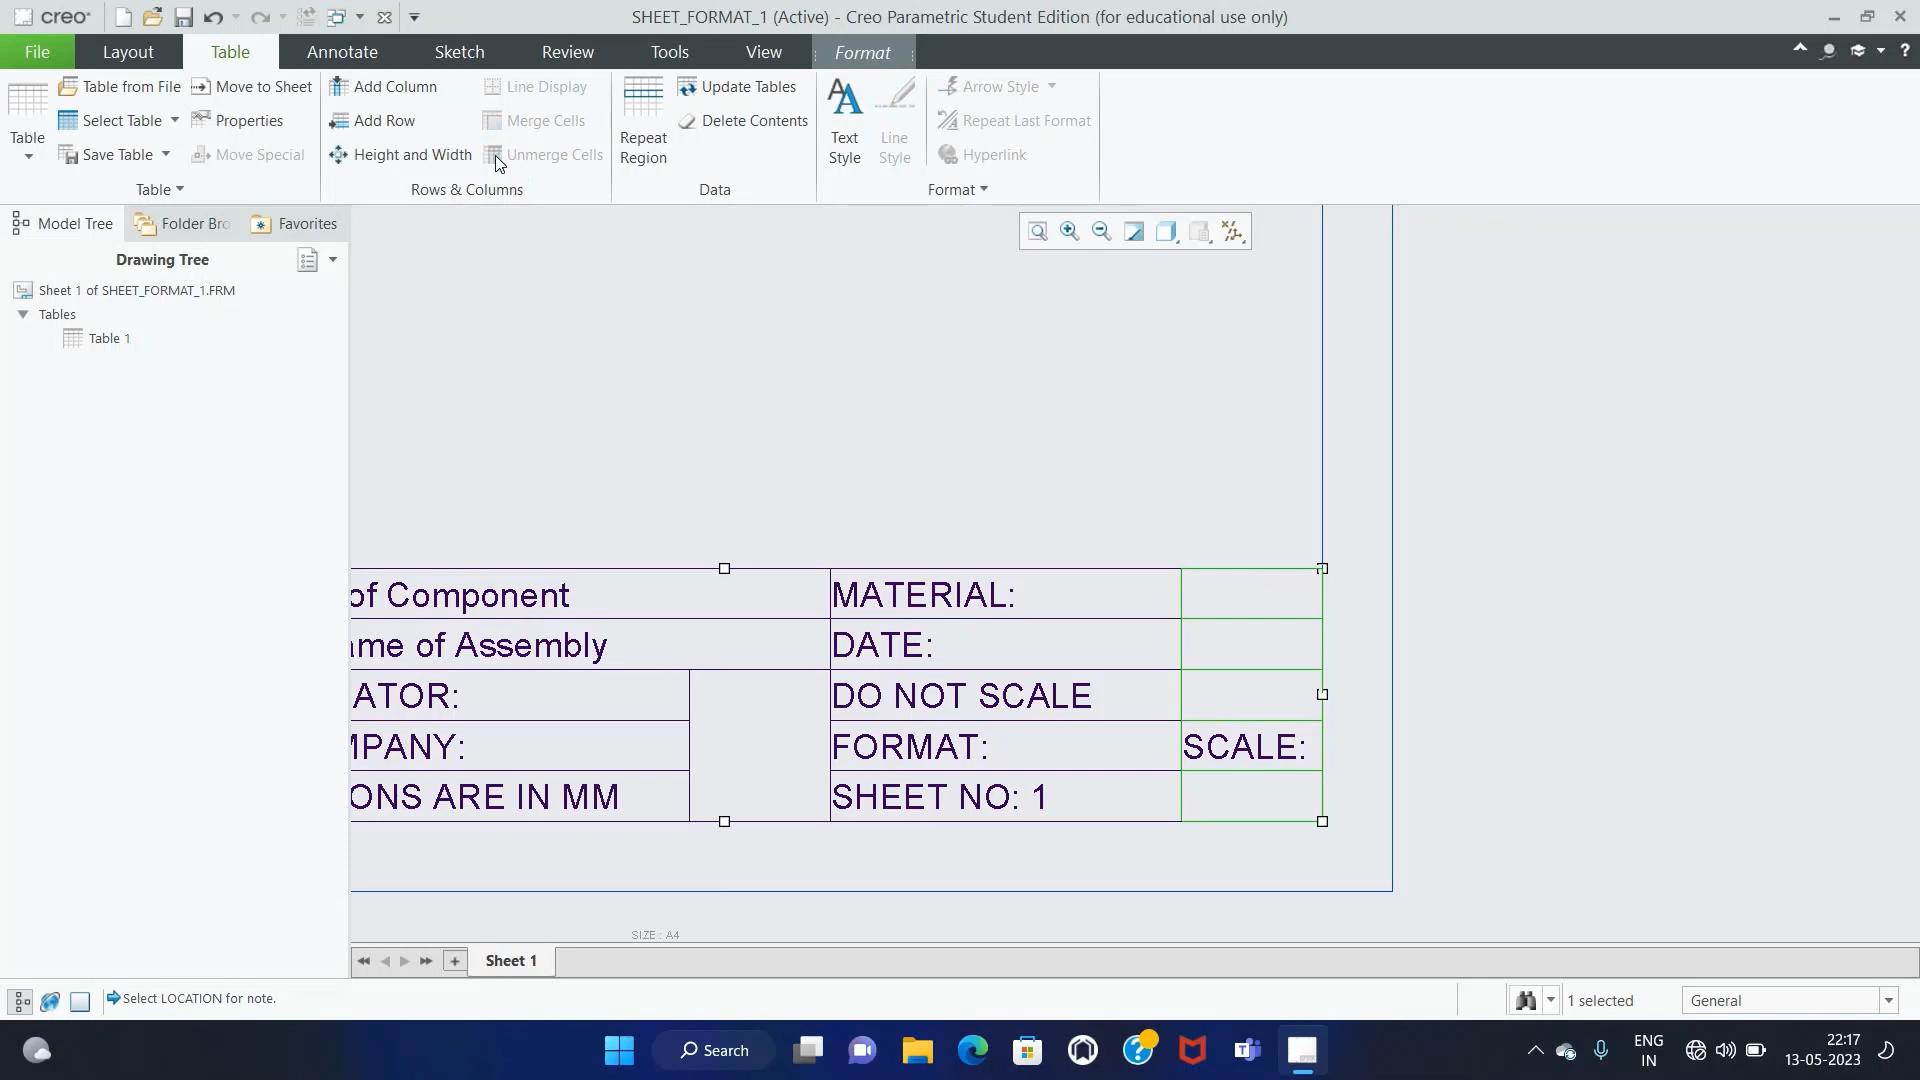 creo
SHEET_FORMAT_1 (Active) - Creo Parametric Student Edition (for educational use only)
File
Layout
Table
Annotate
Sketch
Review
Tools
View
Format
Table
Table from File
Select Table
Save Table
Move to Sheet
Properties
Move Special
Table
Add Column
Add Row
Height and Width
Line Display
Merge Cells
Unmerge Cells
Rows & Columns
Repeat
Region
Update Tables
Delete Contents
Data
Text
Style
Line
Style
Arrow Style
Repeat Last Format
Hyperlink
Format
Model Tree
Folder Bro
Favorites
Drawing Tree
Sheet 1 of SHEET_FORMAT_1.FRM
Tables
Table 1
of Component
MATERIAL:
ame of Assembly
DATE:
ATOR:
DO NOT SCALE
MPANY:
FORMAT:
SCALE:
ONS ARE IN MM
SHEET NO: 1
SIZE : A4
Sheet 1
Select LOCATION for note.
1 selected
General
Search
ENG
IN
22:17
13-05-2023